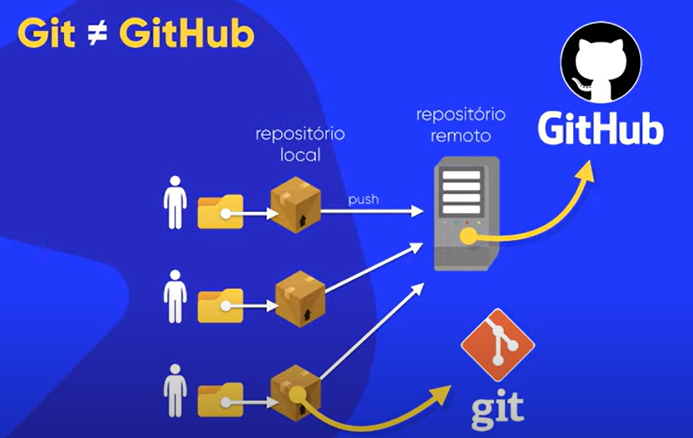 Git ≠ GitHub
GitHub
repositório
remoto
repositório
local
push
git